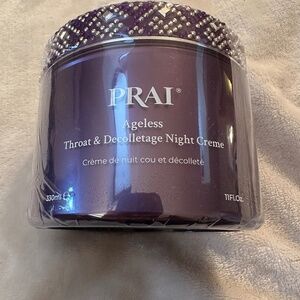 PRAI®
Ageless
Throat & Decolletage Night Creme
Crème de nuit cou et décolleté
330ml 11Fl.Oz.